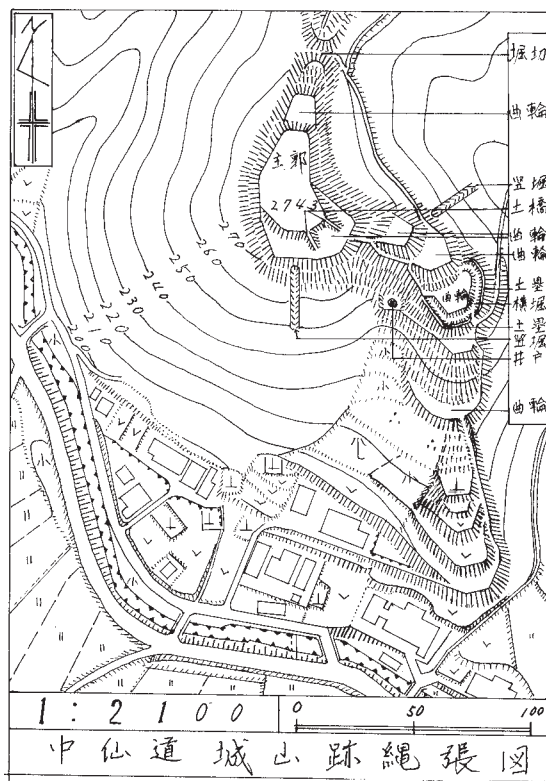 N
堀切
曲輪
主郭
竪堀
土橋
274.3
曲輪
曲輪
土塁
曲輪
横堀
土塁
竪堀
井戸
曲輪
270
260
250
240
230
220
210
200
1:2100
0 50 100
中仙道 城山跡縄張図